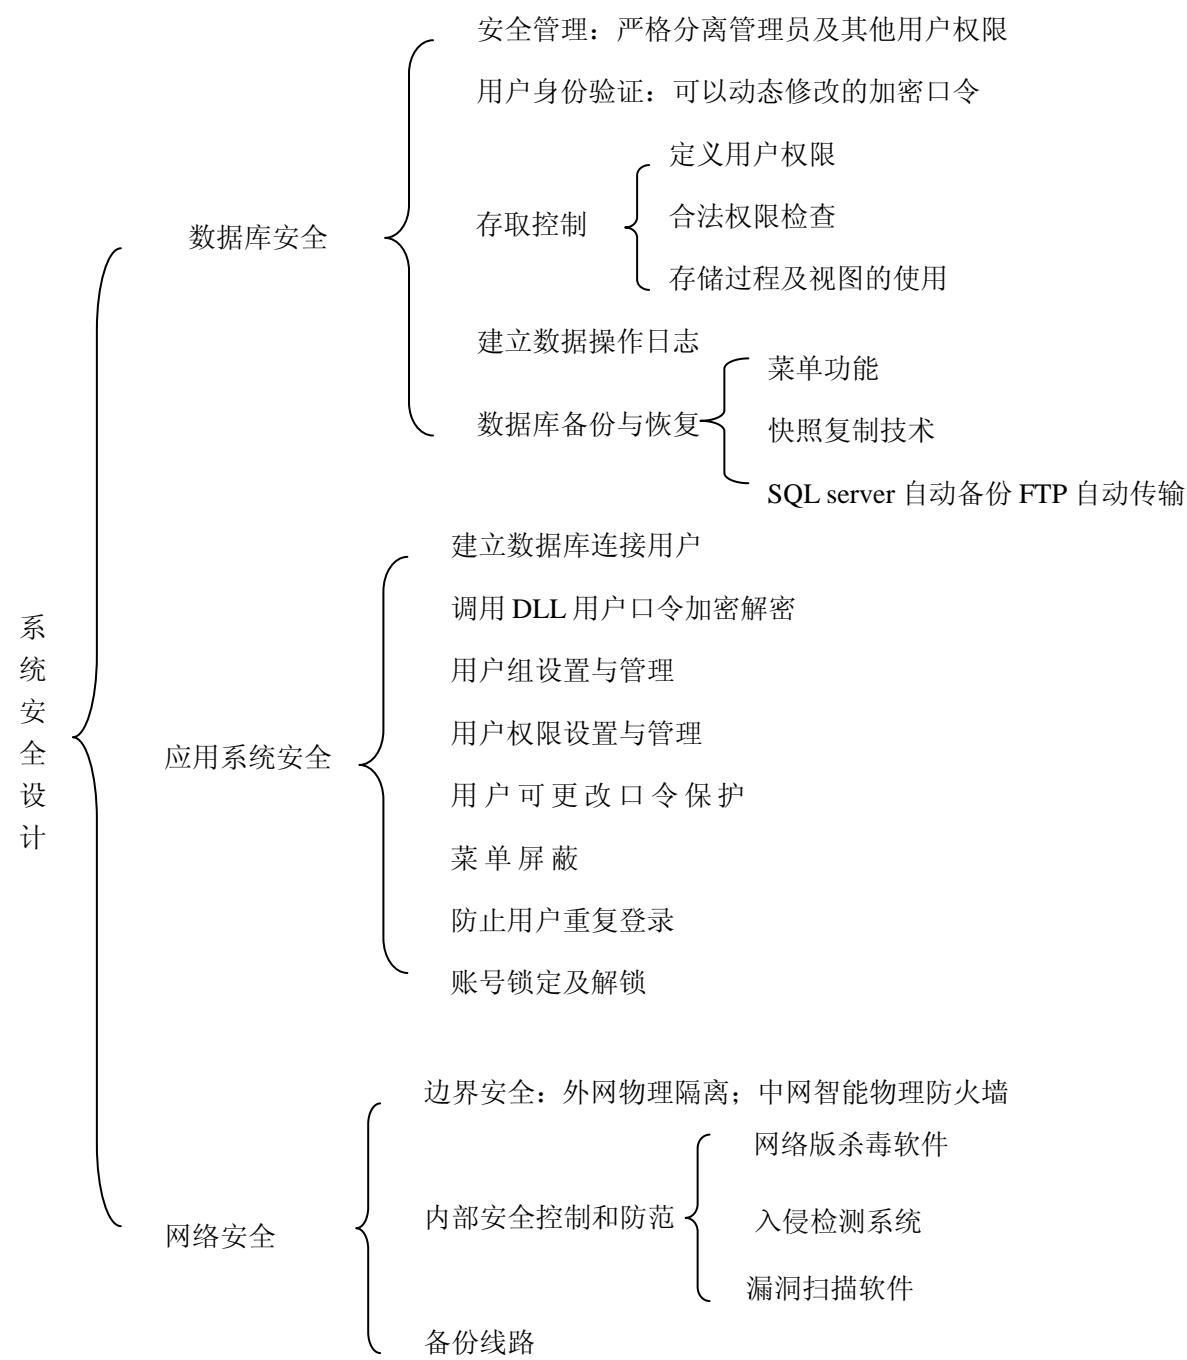 安全管理：严格分离管理员及其他用户权限
用户身份验证：可以动态修改的加密口令
定义用户权限
存取控制
合法权限检查
数据库安全
存储过程及视图的使用
建立数据操作日志
菜单功能
数据库备份与恢复
快照复制技术
SQL server 自动备份 FTP 自动传输
建立数据库连接用户
调用 DLL 用户口令加密解密
系统安全设计
用户组设置与管理
用户权限设置与管理
应用系统安全
用户可更改口令保护
菜单屏蔽
防止用户重复登录
账号锁定及解锁
边界安全：外网物理隔离；中网智能物理防火墙
网络版杀毒软件
内部安全控制和防范
入侵检测系统
网络安全
漏洞扫描软件
备份线路